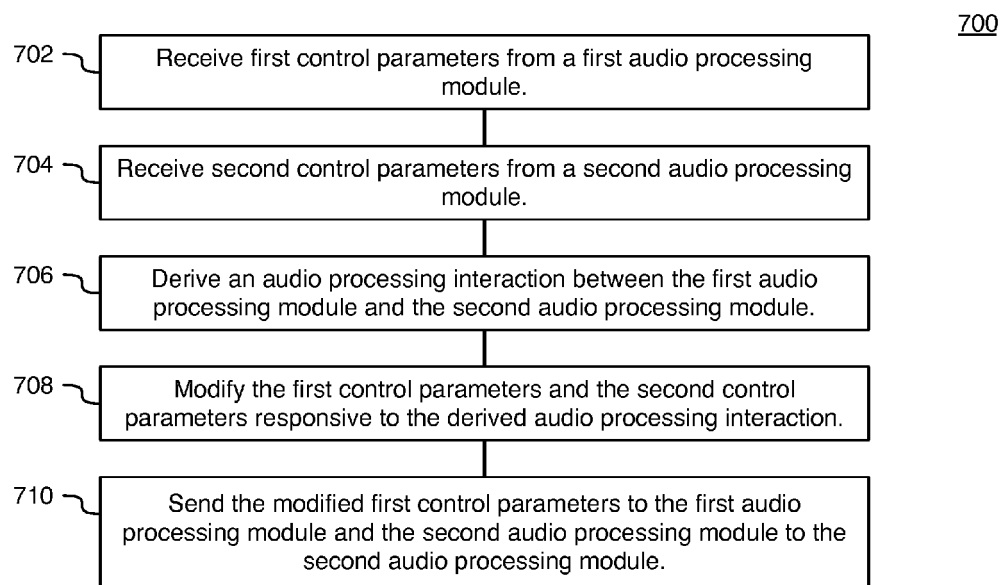 700
702
Receive first control parameters from a first audio processing
module.
704
Receive second control parameters from a second audio processing
module.
706
Derive an audio processing interaction between the first audio
processing module and the second audio processing module.
708
Modify the first control parameters and the second control
parameters responsive to the derived audio processing interaction.
710
Send the modified first control parameters to the first audio
processing module and the second audio processing module to the
second audio processing module.